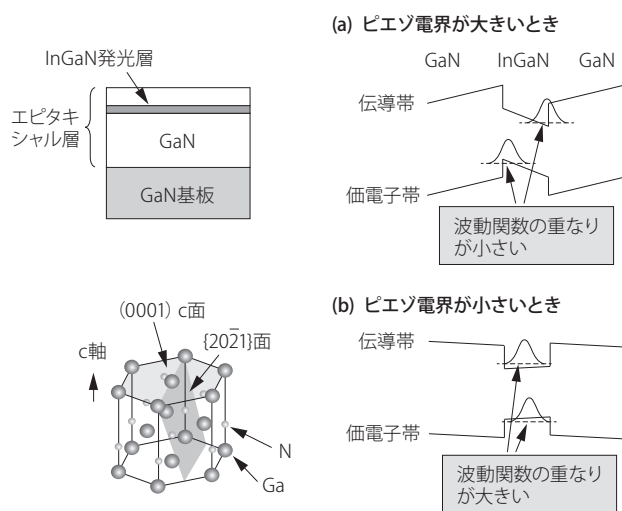 InGaN発光層
エピタキ
シャル層
GaN
GaN基板
(a) ピエゾ電界が大きいとき
GaN InGaN GaN
伝導帯
価電子帯
波動関数の重なり
が小さい
(0001) c面
{202̅1}面
c軸
N
Ga
(b) ピエゾ電界が小さいとき
伝導帯
価電子帯
波動関数の重なり
が大きい